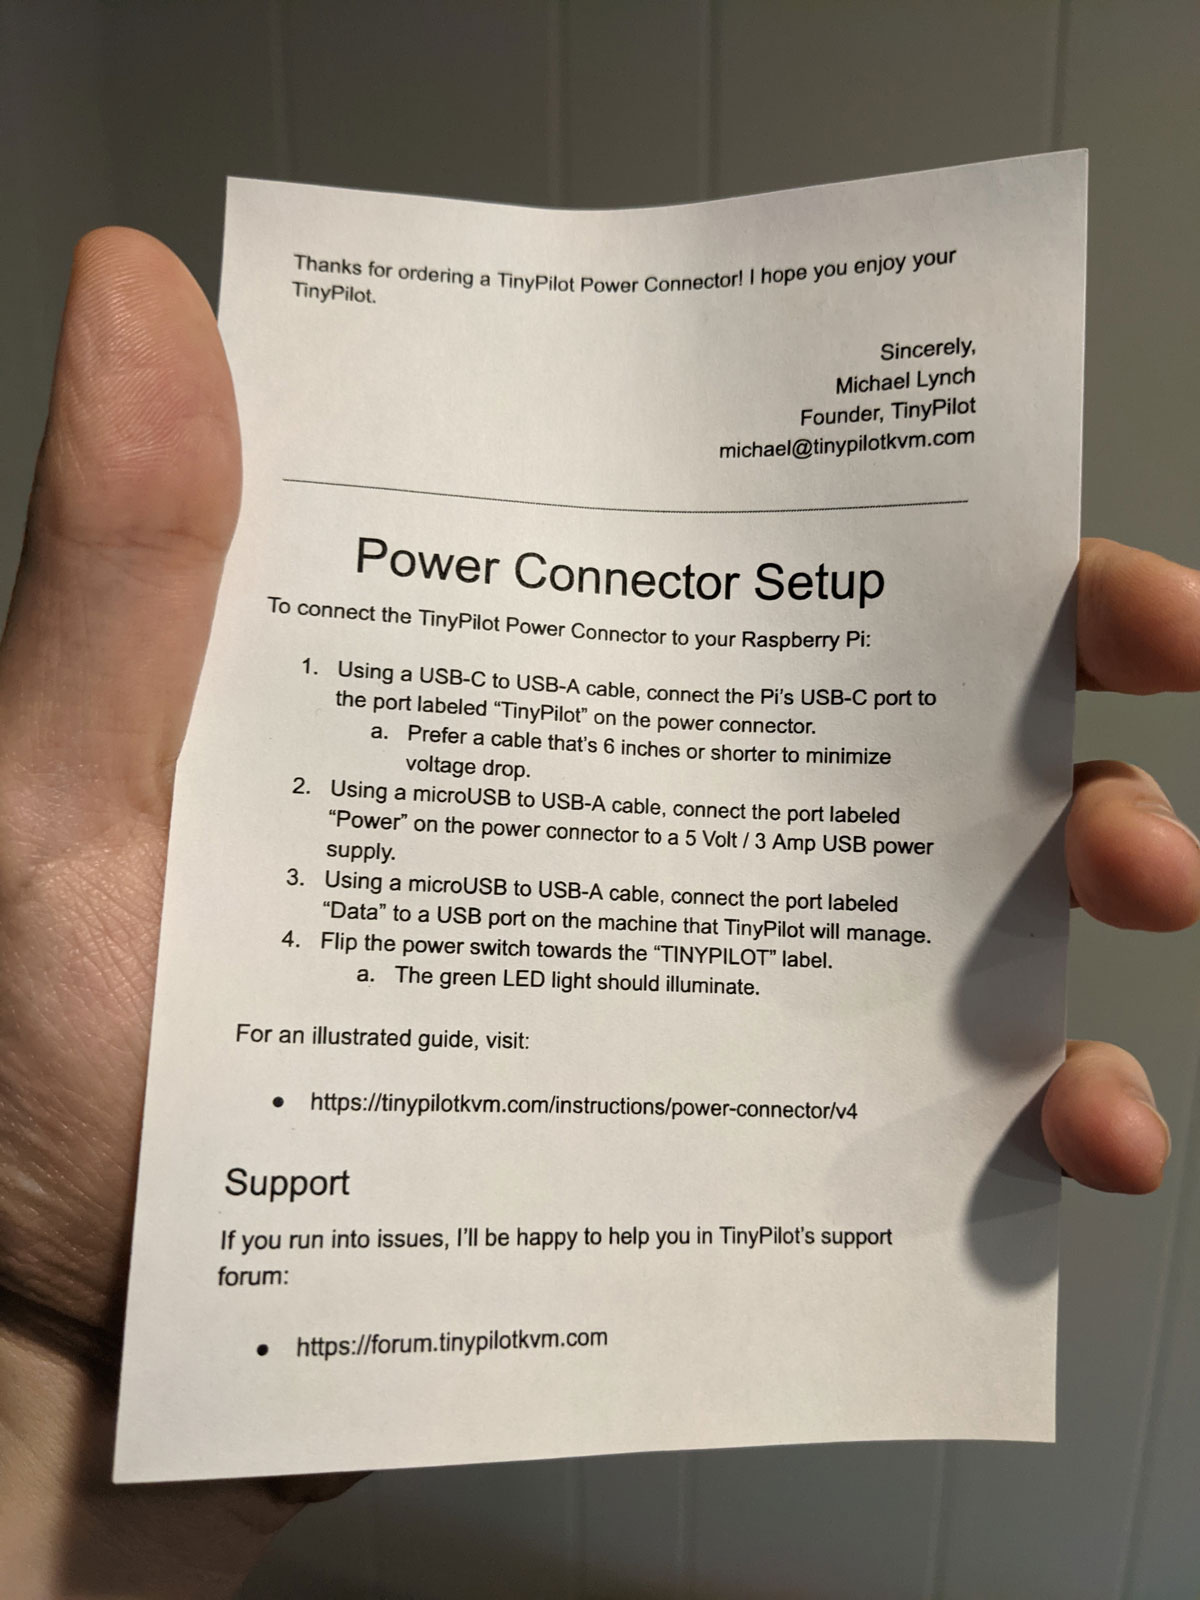 Thanks for ordering a TinyPilot Power Connector! I hope you enjoy your
TinyPilot.
Sincerely,
Michael Lynch
Founder, TinyPilot
michael@tinypilotkvm.com
Power Connector Setup
To connect the TinyPilot Power Connector to your Raspberry Pi:
1. Using a USB-C to USB-A cable, connect the Pi's USB-C port to
the port labeled “TinyPilot” on the power connector.
a. Prefer a cable that's 6 inches or shorter to minimize
voltage drop.
2. Using a microUSB to USB-A cable, connect the port labeled
“Power” on the power connector to a 5 Volt / 3 Amp USB power
supply.
3. Using a microUSB to USB-A cable, connect the port labeled
“Data” to a USB port on the machine that TinyPilot will manage.
4. Flip the power switch towards the “TINYPILOT” label.
a. The green LED light should illuminate.
For an illustrated guide, visit:
● https://tinypilotkvm.com/instructions/power-connector/v4
Support
If you run into issues, I'll be happy to help you in TinyPilot's support
forum:
● https://forum.tinypilotkvm.com